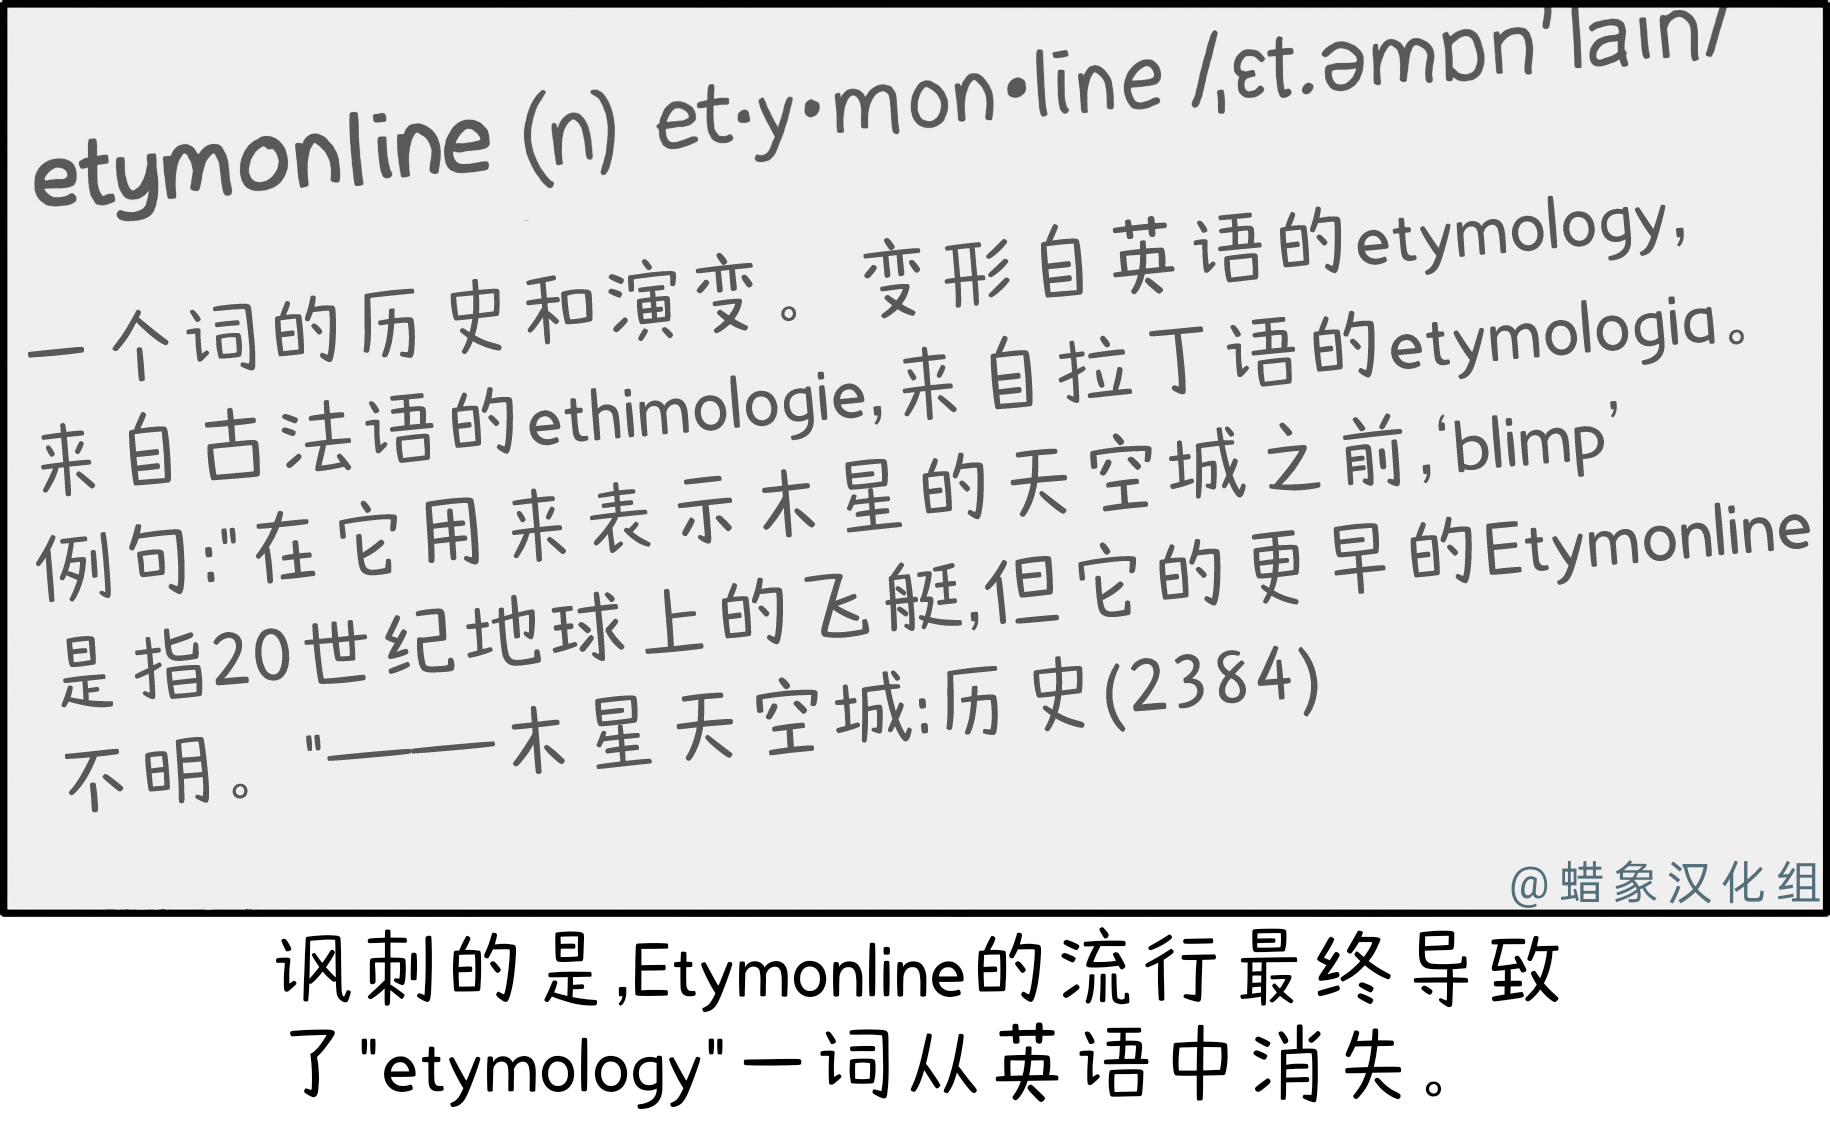 etymonline (n) et·y·mon·line /ˌɛt.əmɒn'laɪn/
一个词的历史和演变。变形自英语的etymology,
来自古法语的ethimologie,来自拉丁语的etymologia。
例句:"在它用来表示木星的天空城之前,‘blimp’
是指20世纪地球上的飞艇,但它的更早的Etymonline
不明。"——木星天空城:历史(2384)
@蜡象汉化组
讽刺的是,Etymonline的流行最终导致
了"etymology"一词从英语中消失。